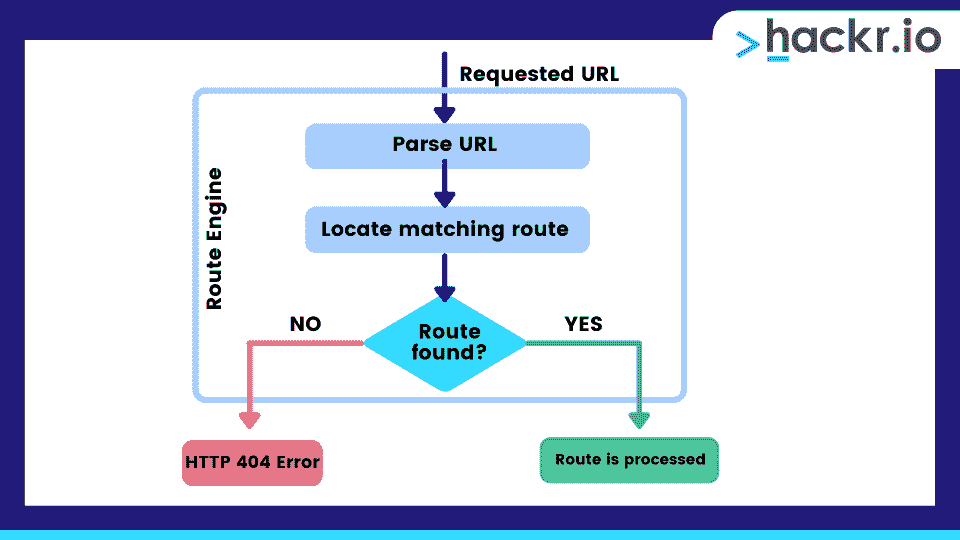 >hackr.io
Requested URL
Parse URL
Route Engine
Locate matching route
NO
YES
Route
found?
HTTP 404 Error
Route is processed